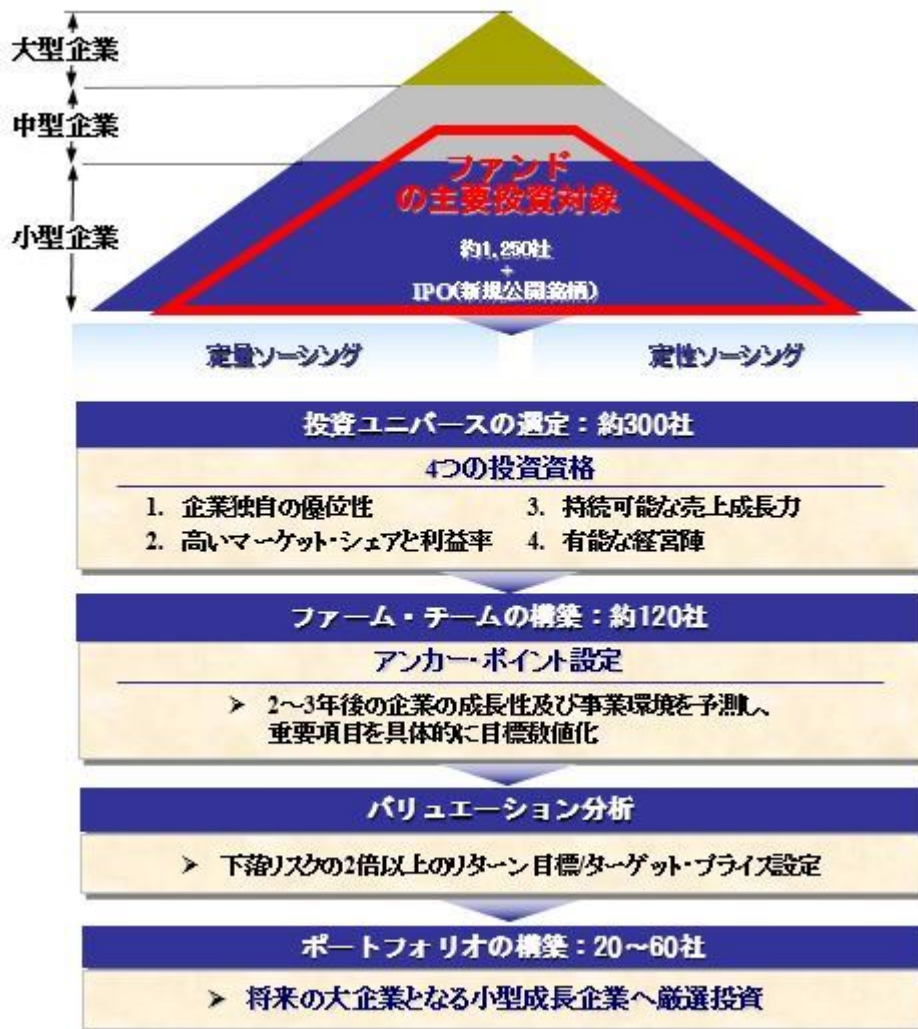 大型企業
中型企業
小型企業
ファンド
の主要投資対象
約1,250社
+
IPO(新規公開銘柄)
定量ソーシング
定性ソーシング
投資ユニバースの選定：約300社
4つの投資資格
1. 企業独自の優位性
2. 高いマーケット・シェアと利益率
3. 持続可能な売上成長力
4. 有能な経営陣
ファーム・チームの構築：約120社
アンカー・ポイント設定
➢ 2～3年後の企業の成長性及び事業環境を予測し、
重要項目を具体的に目標数値化
バリュエーション分析
➢ 下落リスクの2倍以上のリターン目標/ターゲット・プライス設定
ポートフォリオの構築：20～60社
➢ 将来の大企業となる小型成長企業へ厳選投資